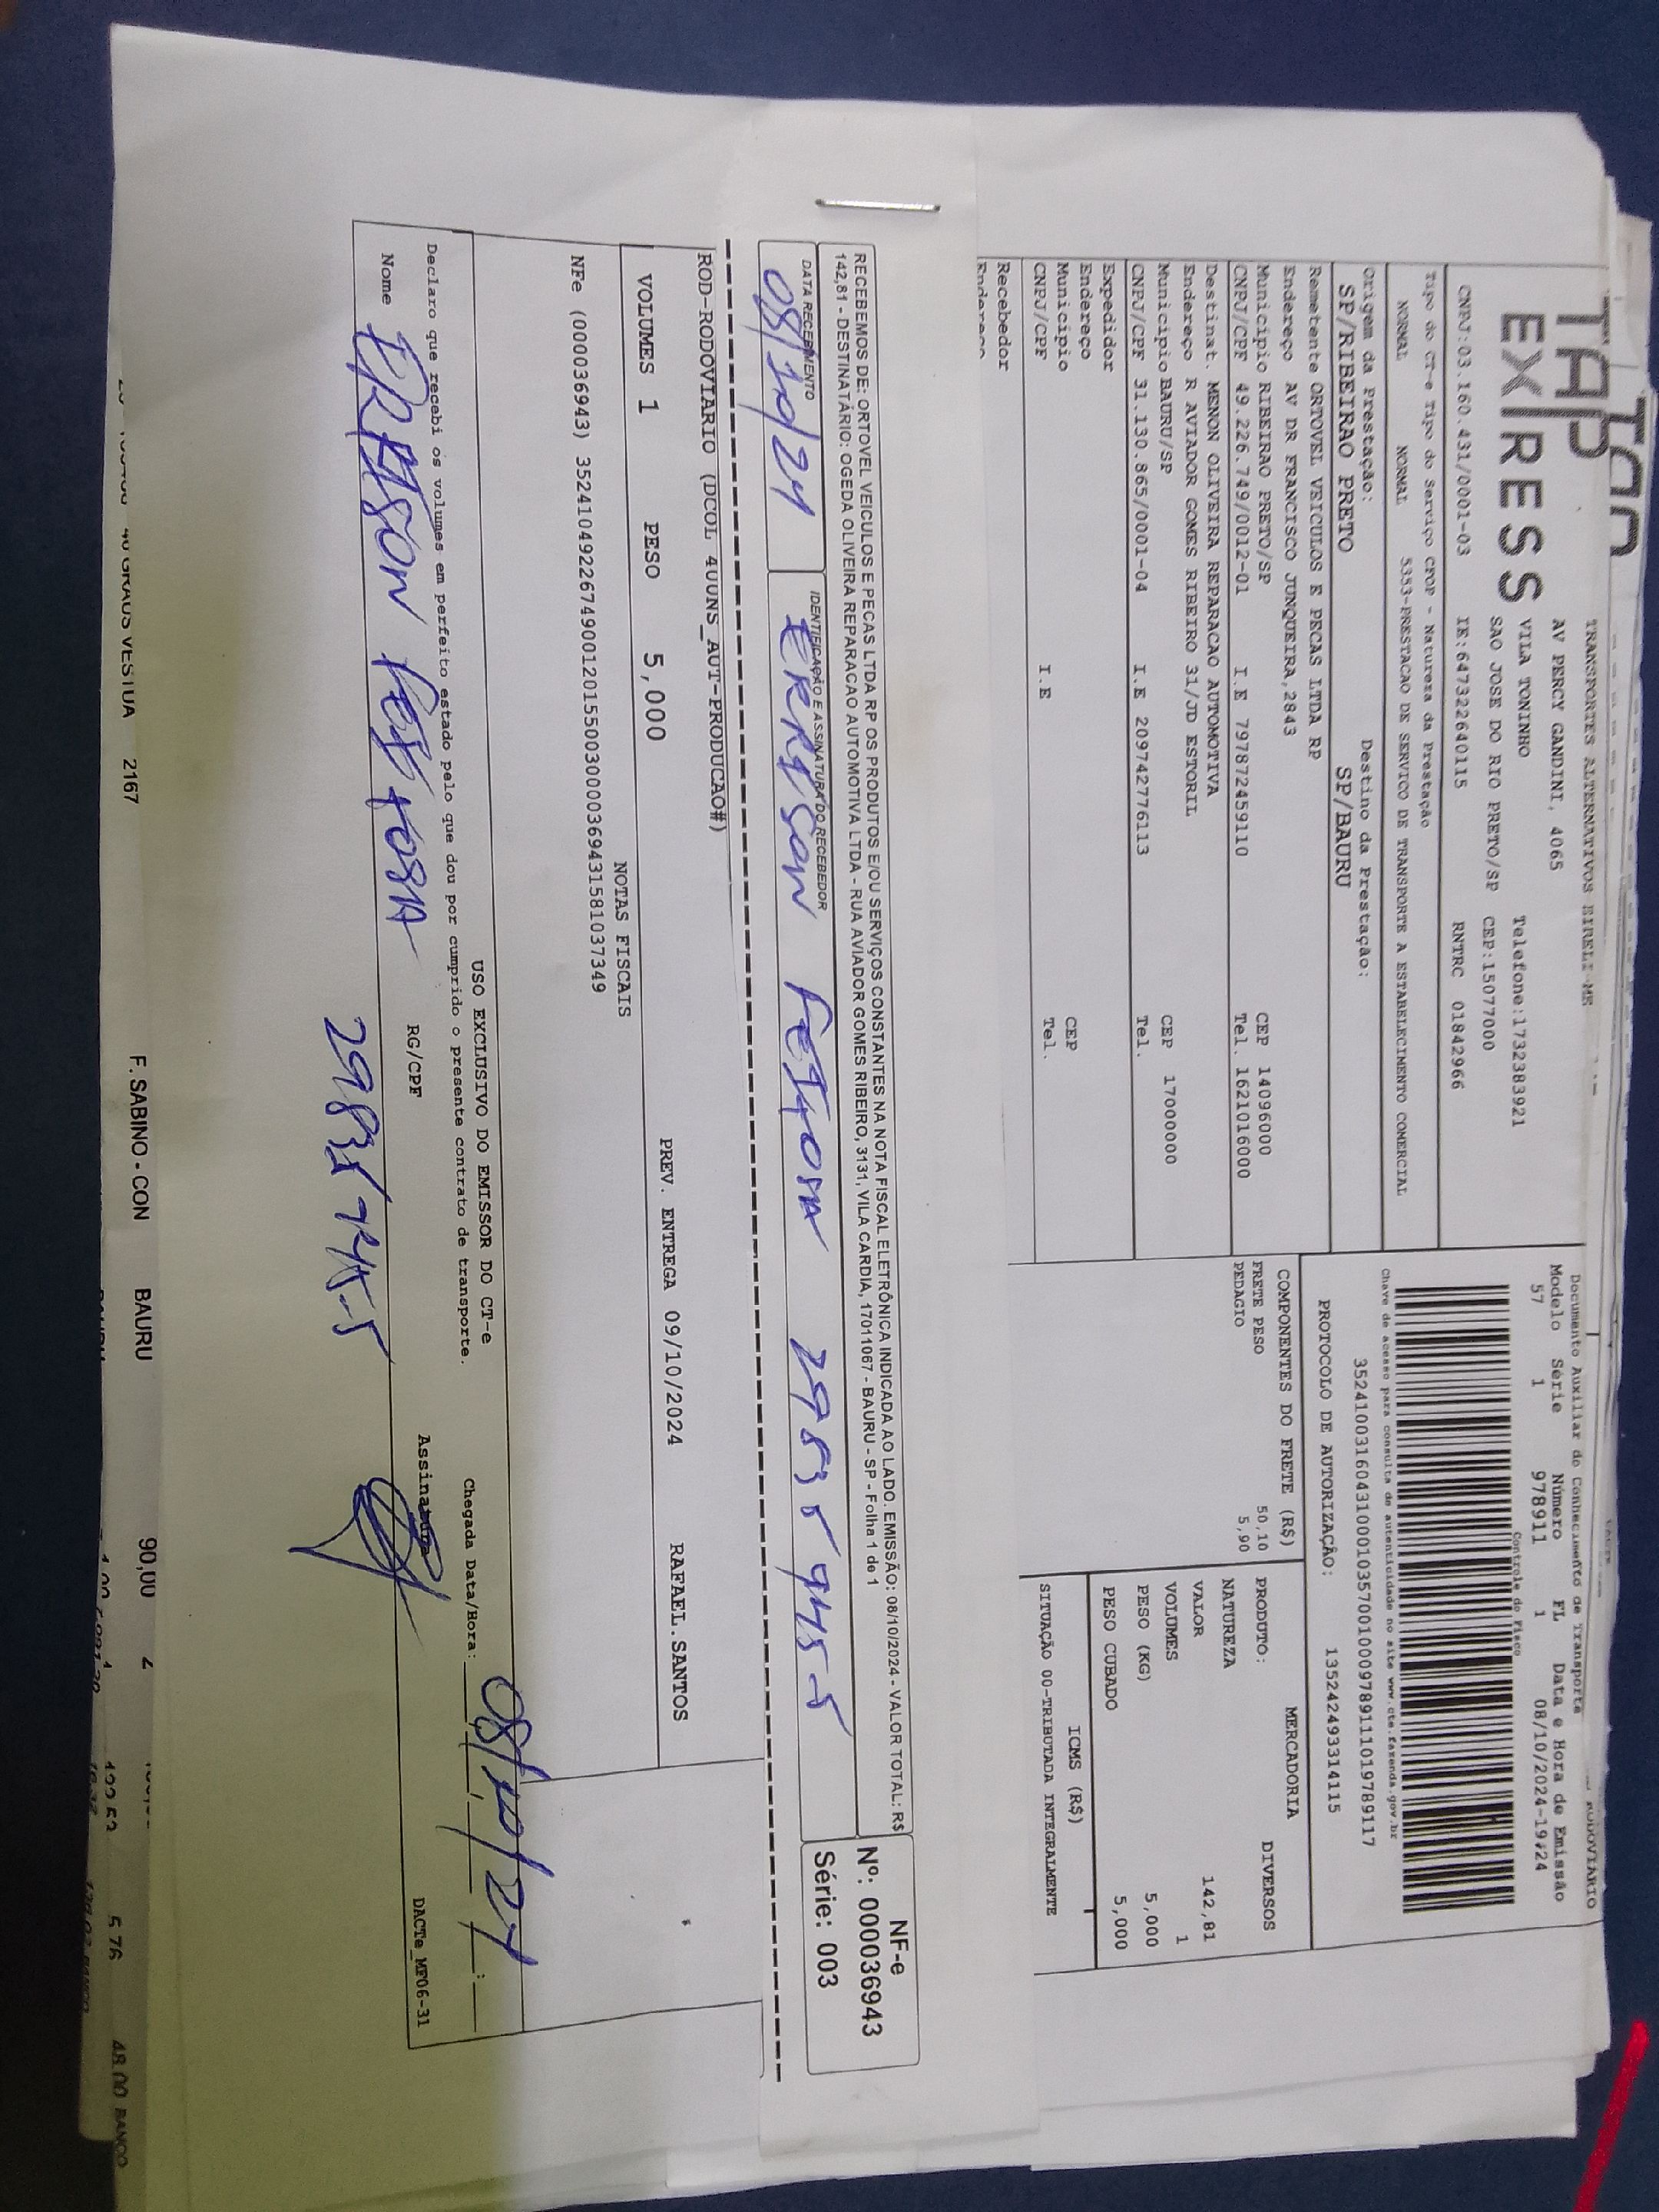 TAP
EXPRESS
TRANSPORTES ALTERNATIVOS EIRELI-ME
AV PERCY GANDINI, 4065
VILA TONINHO
Telefone:1732383921
SAO JOSE DO RIO PRETO/SP CEP:15077000
CNPJ:03.160.431/0001-03 IE:647322640115 RNTRC 01842966
Tipo do CT-e Tipo do Serviço CFOP - Natureza da Prestação
NORMAL NORMAL 5353-PRESTACAO DE SERVICO DE TRANSPORTE A ESTABELECIMENTO COMERCIAL
Origem da Prestação: Destino da Prestação:
SP/RIBEIRAO PRETO SP/BAURU
Remetente ORTOVEL VEICULOS E PECAS LTDA RP
Endereço AV DR FRANCISCO JUNQUEIRA,2843
Município RIBEIRAO PRETO/SP CEP 14096000
CNPJ/CPF 49.226.749/0012-01 I E 797872459110 Tel. 1621016000
Destinat. MENON OLIVEIRA REPARACAO AUTOMOTIVA
Endereço R AVIADOR GOMES RIBEIRO 31/JD ESTORIL
Município BAURU/SP CEP 17000000
CNPJ/CPF 31.130.865/0001-04 I.E 209742776113 Tel.
Expedidor
Endereço
Município CEP
CNPJ/CPF I.E Tel.
Recebedor
Endereço
RODOVIARIO
Documento Auxiliar do Conhecimento de Transporte
Modelo Série Número FL Data e Hora de Emissão
57 1 978911 1 08/10/2024-19:24
Controle do Fisco
Chave de acesso para consulta de autenticidade no site www.cte.fazenda.gov.br
35241003160431000103570010009789111019789117
PROTOCOLO DE AUTORIZAÇÃO: 135242493314115
COMPONENTES DO FRETE (R$)
FRETE PESO 50,10
PEDAGIO 5,90
MERCADORIA
PRODUTO: DIVERSOS
NATUREZA
VALOR 142,81
VOLUMES 1
PESO (KG) 5,000
PESO CUBADO 5,000
ICMS (R$)
SITUAÇÃO 00-TRIBUTADA INTEGRALMENTE
RECEBEMOS DE: ORTOVEL VEICULOS E PECAS LTDA RP OS PRODUTOS E/OU SERVIÇOS CONSTANTES NA NOTA FISCAL ELETRÔNICA INDICADA AO LADO. EMISSÃO: 08/10/2024 - VALOR TOTAL: R$
142,81 - DESTINATÁRIO: OGEDA OLIVEIRA REPARACAO AUTOMOTIVA LTDA - RUA AVIADOR GOMES RIBEIRO, 3131, VILA CARDIA, 17011067 - BAURU - SP - Folha 1 de 1
NF-e
Nº: 000036943
Série: 003
DATA RECEBIMENTO IDENTIFICAÇÃO E ASSINATURA DO RECEBEDOR
08/10/24
ROD-RODOVIARIO (DCOL 4UUNS_AUT-PRODUCAO#)
VOLUMES 1 PESO 5,000 PREV. ENTREGA 09/10/2024 RAFAEL.SANTOS
NOTAS FISCAIS
NFe (000036943) 35241049226749001201550030000369431581037349
USO EXCLUSIVO DO EMISSOR DO CT-e
Declaro que recebi os volumes em perfeito estado pelo que dou por cumprido o presente contrato de transporte.
Chegada Data/Hora: 08/10/24
Nome RG/CPF Assinatura
DACTe_MF06-31
F. SABINO - CON BAURU 90,00
40 GRAUS VESTUA 2167
5,76 48,00 BANCO